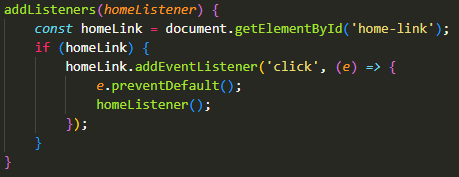 addListeners(homeListener) {
    const homeLink = document.getElementById('home-link');
    if (homeLink) {
        homeLink.addEventListener('click', (e) => {
            e.preventDefault();
            homeListener();
        });
    }
}